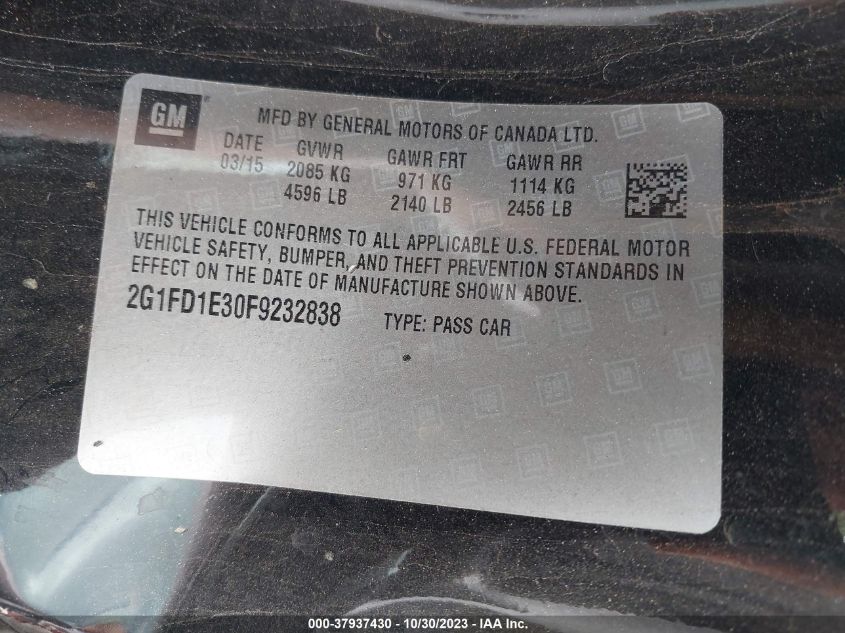 GM
MFD BY GENERAL MOTORS OF CANADA LTD.
DATE GVWR GAWR FRT GAWR RR
03/15 2085 KG 971 KG 1114 KG
4596 LB 2140 LB 2456 LB
THIS VEHICLE CONFORMS TO ALL APPLICABLE U.S. FEDERAL MOTOR
VEHICLE SAFETY, BUMPER, AND THEFT PREVENTION STANDARDS IN
EFFECT ON THE DATE OF MANUFACTURE SHOWN ABOVE.
2G1FD1E30F9232838 TYPE: PASS CAR
000-37937430 - 10/30/2023 - IAA Inc.